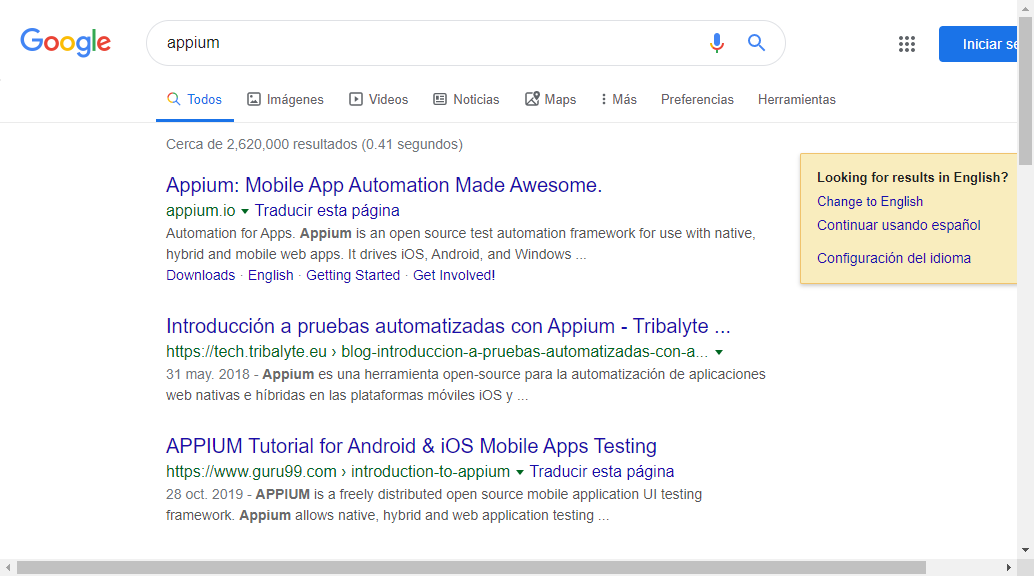 Google
appium
Iniciar se
Todos Imágenes Videos Noticias Maps Más Preferencias Herramientas
Cerca de 2,620,000 resultados (0.41 segundos)
Appium: Mobile App Automation Made Awesome.
appium.io Traducir esta página
Automation for Apps. Appium is an open source test automation framework for use with native,
hybrid and mobile web apps. It drives iOS, Android, and Windows ...
Downloads · English · Getting Started · Get Involved!
Looking for results in English?
Change to English
Continuar usando español
Configuración del idioma
Introducción a pruebas automatizadas con Appium - Tribalyte ...
https://tech.tribalyte.eu › blog-introduccion-a-pruebas-automatizadas-con-a...
31 may. 2018 - Appium es una herramienta open-source para la automatización de aplicaciones
web nativas e híbridas en las plataformas móviles iOS y ...
APPIUM Tutorial for Android & iOS Mobile Apps Testing
https://www.guru99.com › introduction-to-appium Traducir esta página
28 oct. 2019 - APPIUM is a freely distributed open source mobile application UI testing
framework. Appium allows native, hybrid and web application testing ...